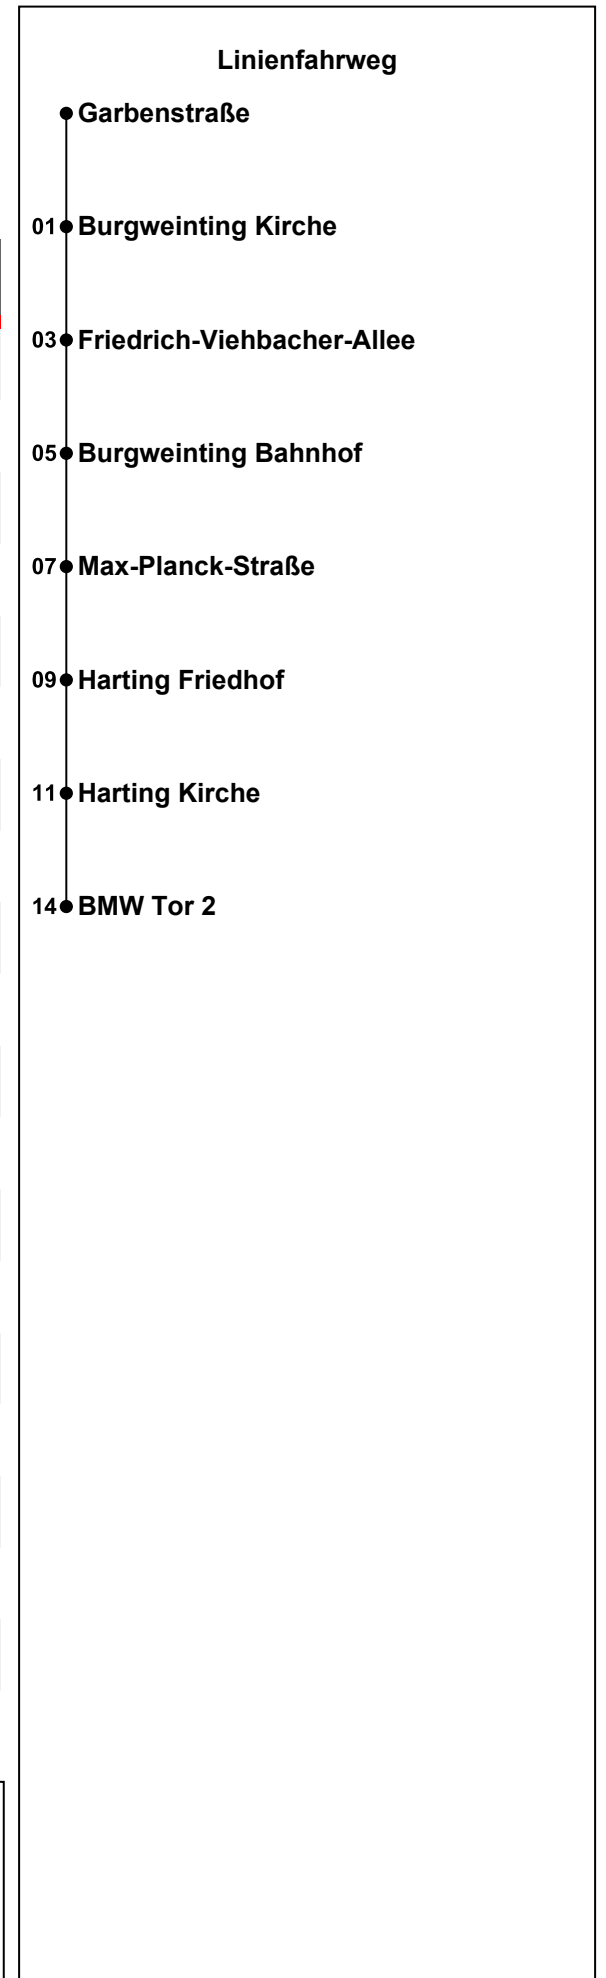 Linienfahrweg
Garbenstraße
01 Burgweinting Kirche
03 Friedrich-Viehbacher-Allee
05 Burgweinting Bahnhof
07 Max-Planck-Straße
09 Harting Friedhof
11 Harting Kirche
14 BMW Tor 2